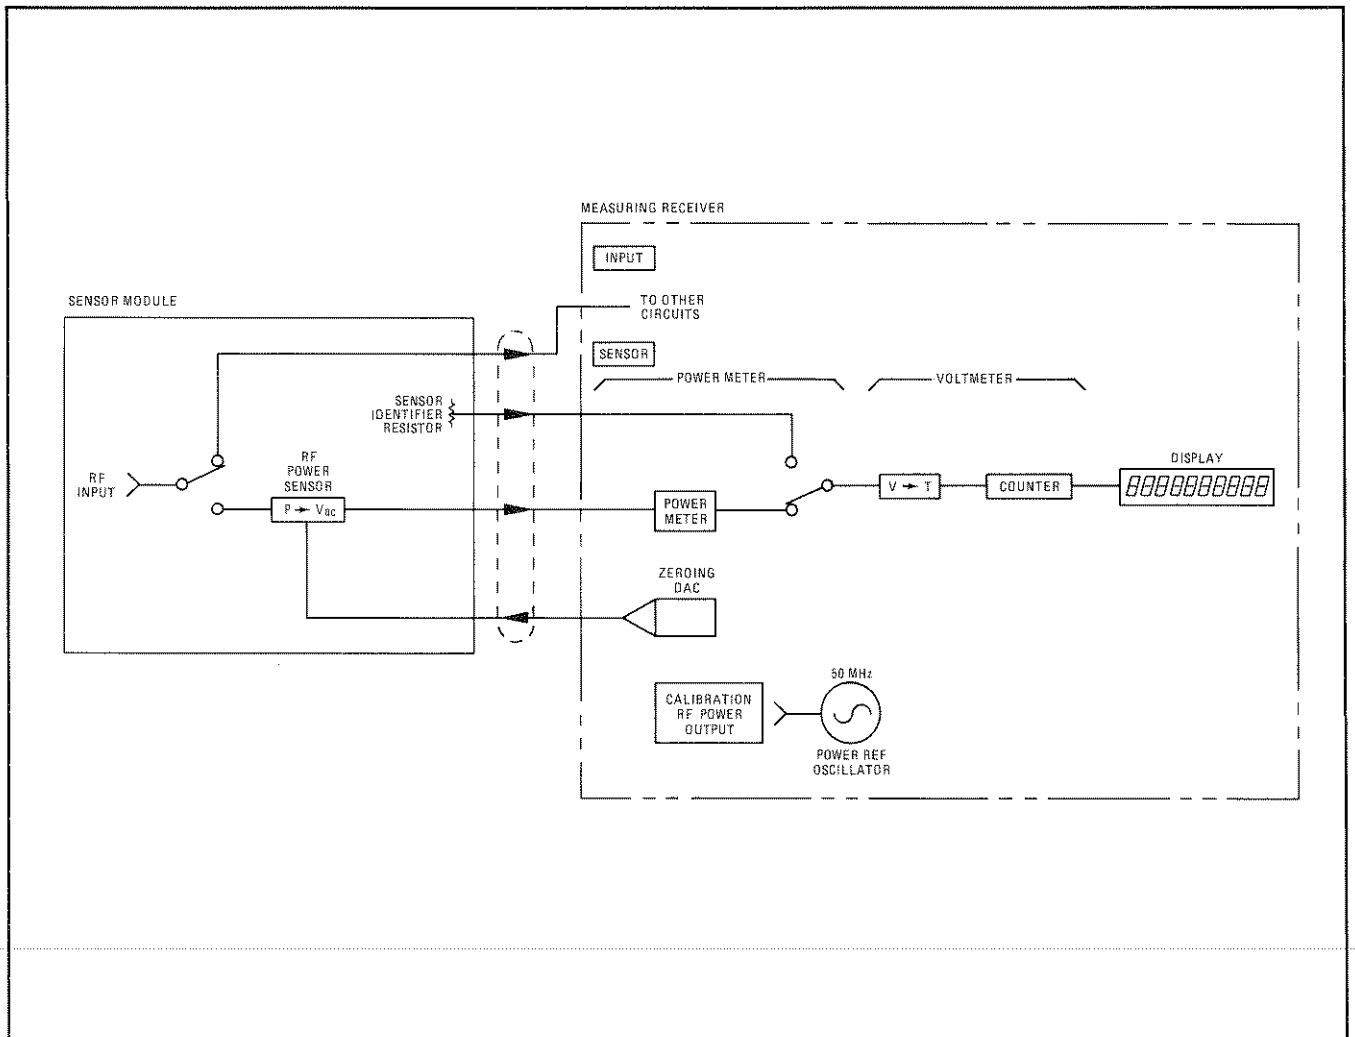 MEASURING RECEIVER
INPUT
SENSOR MODULE
TO OTHER
CIRCUITS
SENSOR
POWER METER
VOLTMETER
SENSOR
IDENTIFIER
RESISTOR
RF
INPUT
RF
POWER
SENSOR
P → Vac
POWER
METER
V → T
COUNTER
DISPLAY
8888888888
ZEROING
DAC
CALIBRATION
RF POWER
OUTPUT
50 MHz
POWER REF
OSCILLATOR